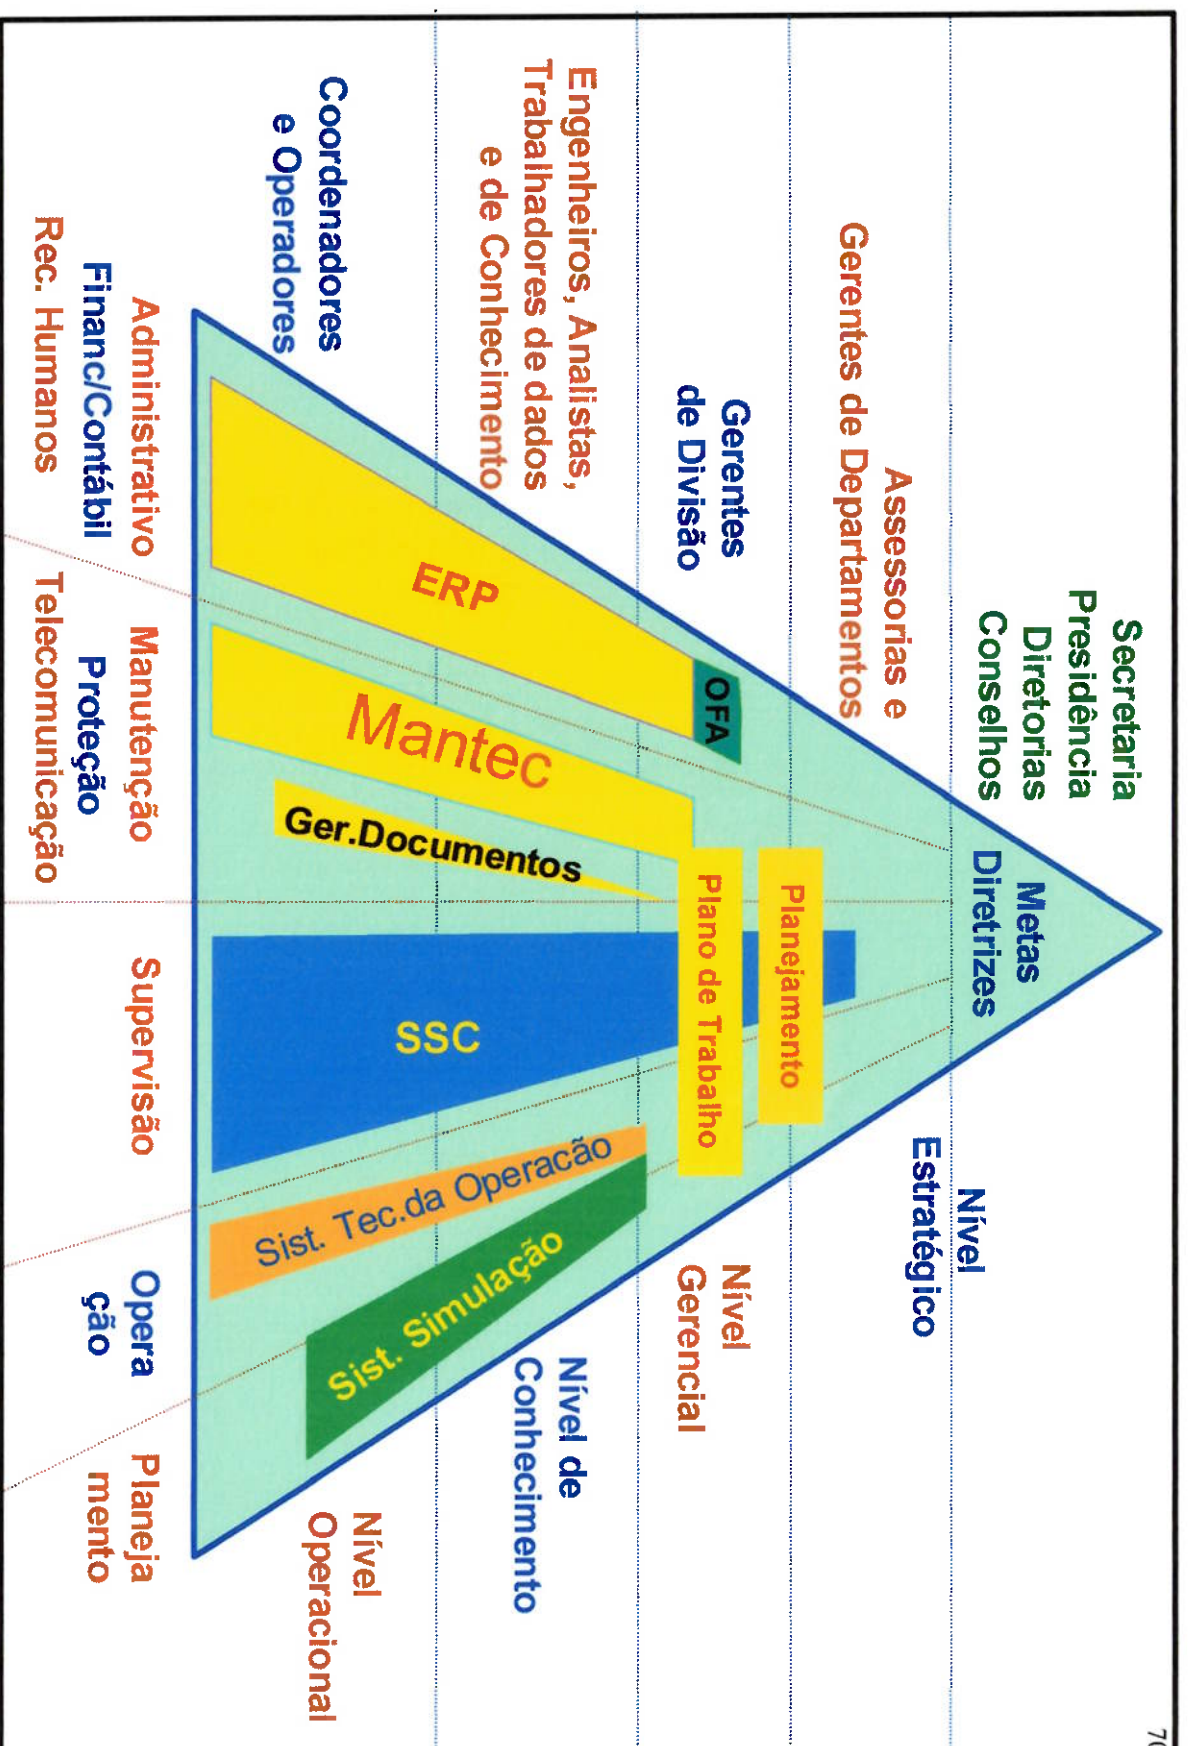 Secretaria
Presidência
Diretorias
Conselhos
Metas
Diretrizes
Nível
Estratégico
Assessorias e
Gerentes de Departamentos
Planejamento
Gerentes
de Divisão
OFA
Plano de Trabalho
Nível
Gerencial
Engenheiros, Analistas,
Trabalhadores de dados
e de Conhecimento
Nível de
Conhecimento
Coordenadores
e Operadores
ERP
Mantec
Ger.Documentos
SSC
Sist. Tec.da Operacão
Sist. Simulação
Nível
Operacional
Administrativo
Financ/Contábil
Rec. Humanos
Manutenção
Proteção
Telecomunicação
Supervisão
Opera
ção
Planeja
mento